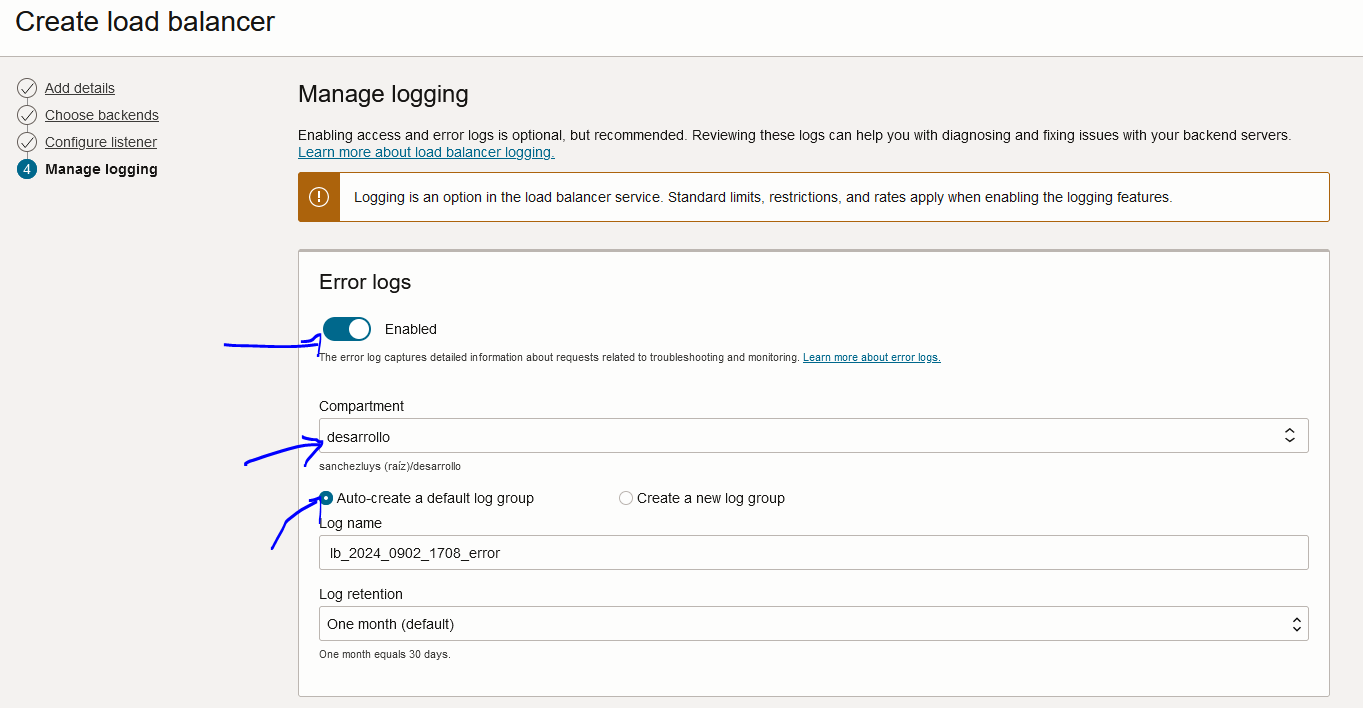 Create load balancer
Add details
Choose backends
Configure listener
4 Manage logging
Manage logging
Enabling access and error logs is optional, but recommended. Reviewing these logs can help you with diagnosing and fixing issues with your backend servers.
Learn more about load balancer logging.
Logging is an option in the load balancer service. Standard limits, restrictions, and rates apply when enabling the logging features.
Error logs
Enabled
The error log captures detailed information about requests related to troubleshooting and monitoring. Learn more about error logs.
Compartment
desarrollo
sanchezluys (raíz)/desarrollo
Auto-create a default log group Create a new log group
Log name
lb_2024_0902_1708_error
Log retention
One month (default)
One month equals 30 days.